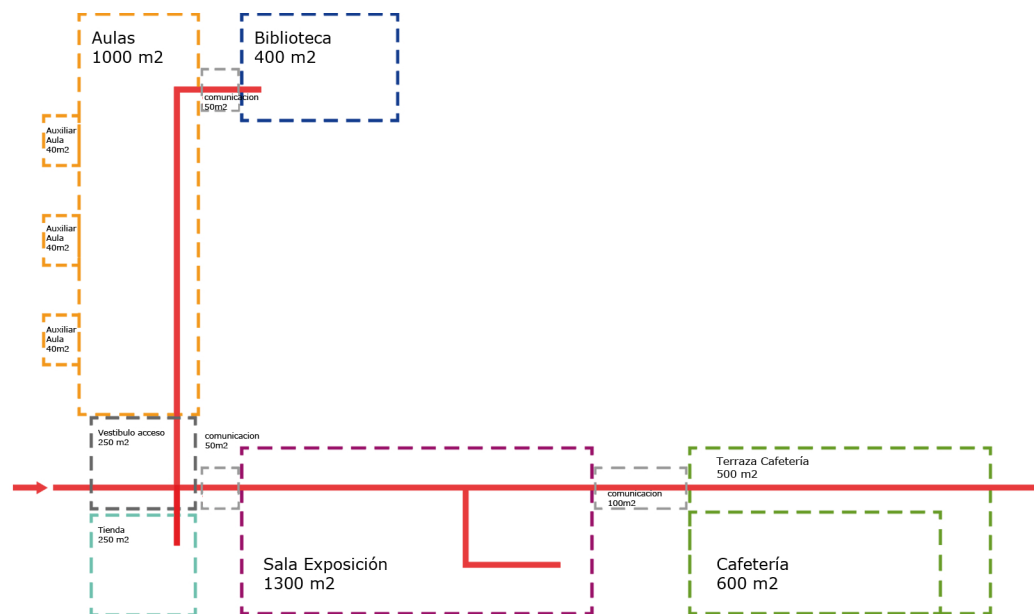 Aulas
1000 m2
Biblioteca
400 m2
comunicacion
50m2
Auxiliar
Aula
40m2
Auxiliar
Aula
40m2
Auxiliar
Aula
40m2
Vestibulo acceso
250 m2
comunicacion
50m2
Terraza Cafetería
500 m2
comunicacion
100m2
Tienda
250 m2
Sala Exposición
1300 m2
Cafetería
600 m2